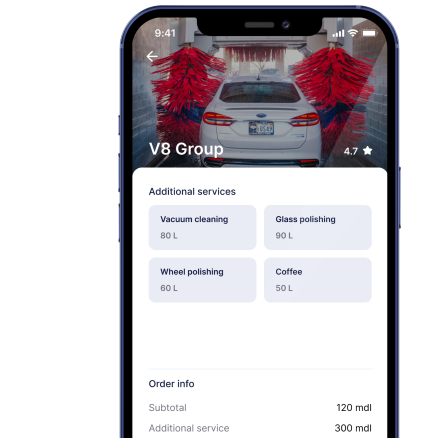 9:41
V8 Group
4.7
Additional services
Vacuum cleaning
80 L
Glass polishing
90 L
Wheel polishing
60 L
Coffee
50 L
Order info
Subtotal 120 mdl
Additional service 300 mdl